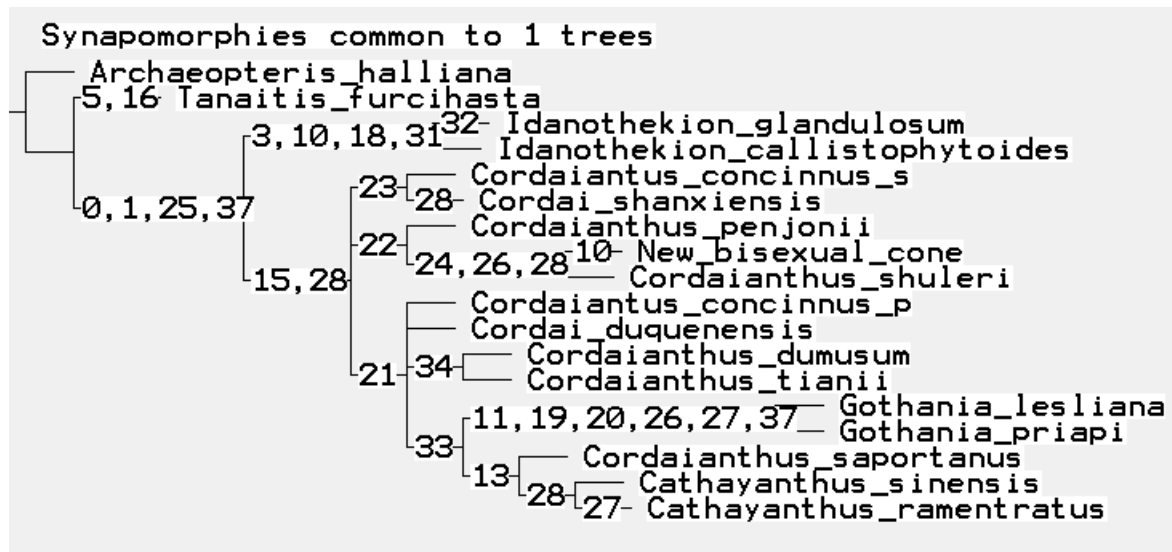 Synapomorphies common to 1 trees
Archaeopteris_halliana
5,16 Tanaitis_furcihasta
32 Idanothekion_glandulosum
3,10,18,31
Idanothekion_callistophytoides
Cordaiantus_concinnus_s
23
28 Cordai_shanxiensis
0,1,25,37
Cordaianthus_penjonii
22
10 New_bisexual_cone
24,26,28
15,28 Cordaianthus_shuleri
Cordaiantus_concinnus_p
Cordai_duquenensis
Cordaianthus_dumusum
34
21 Cordaianthus_tianii
Gothania_lesliana
11,19,20,26,27,37
Gothania_priapi
33
Cordaianthus_saportanus
13
Cathayanthus_sinensis
28
27 Cathayanthus_ramentratus